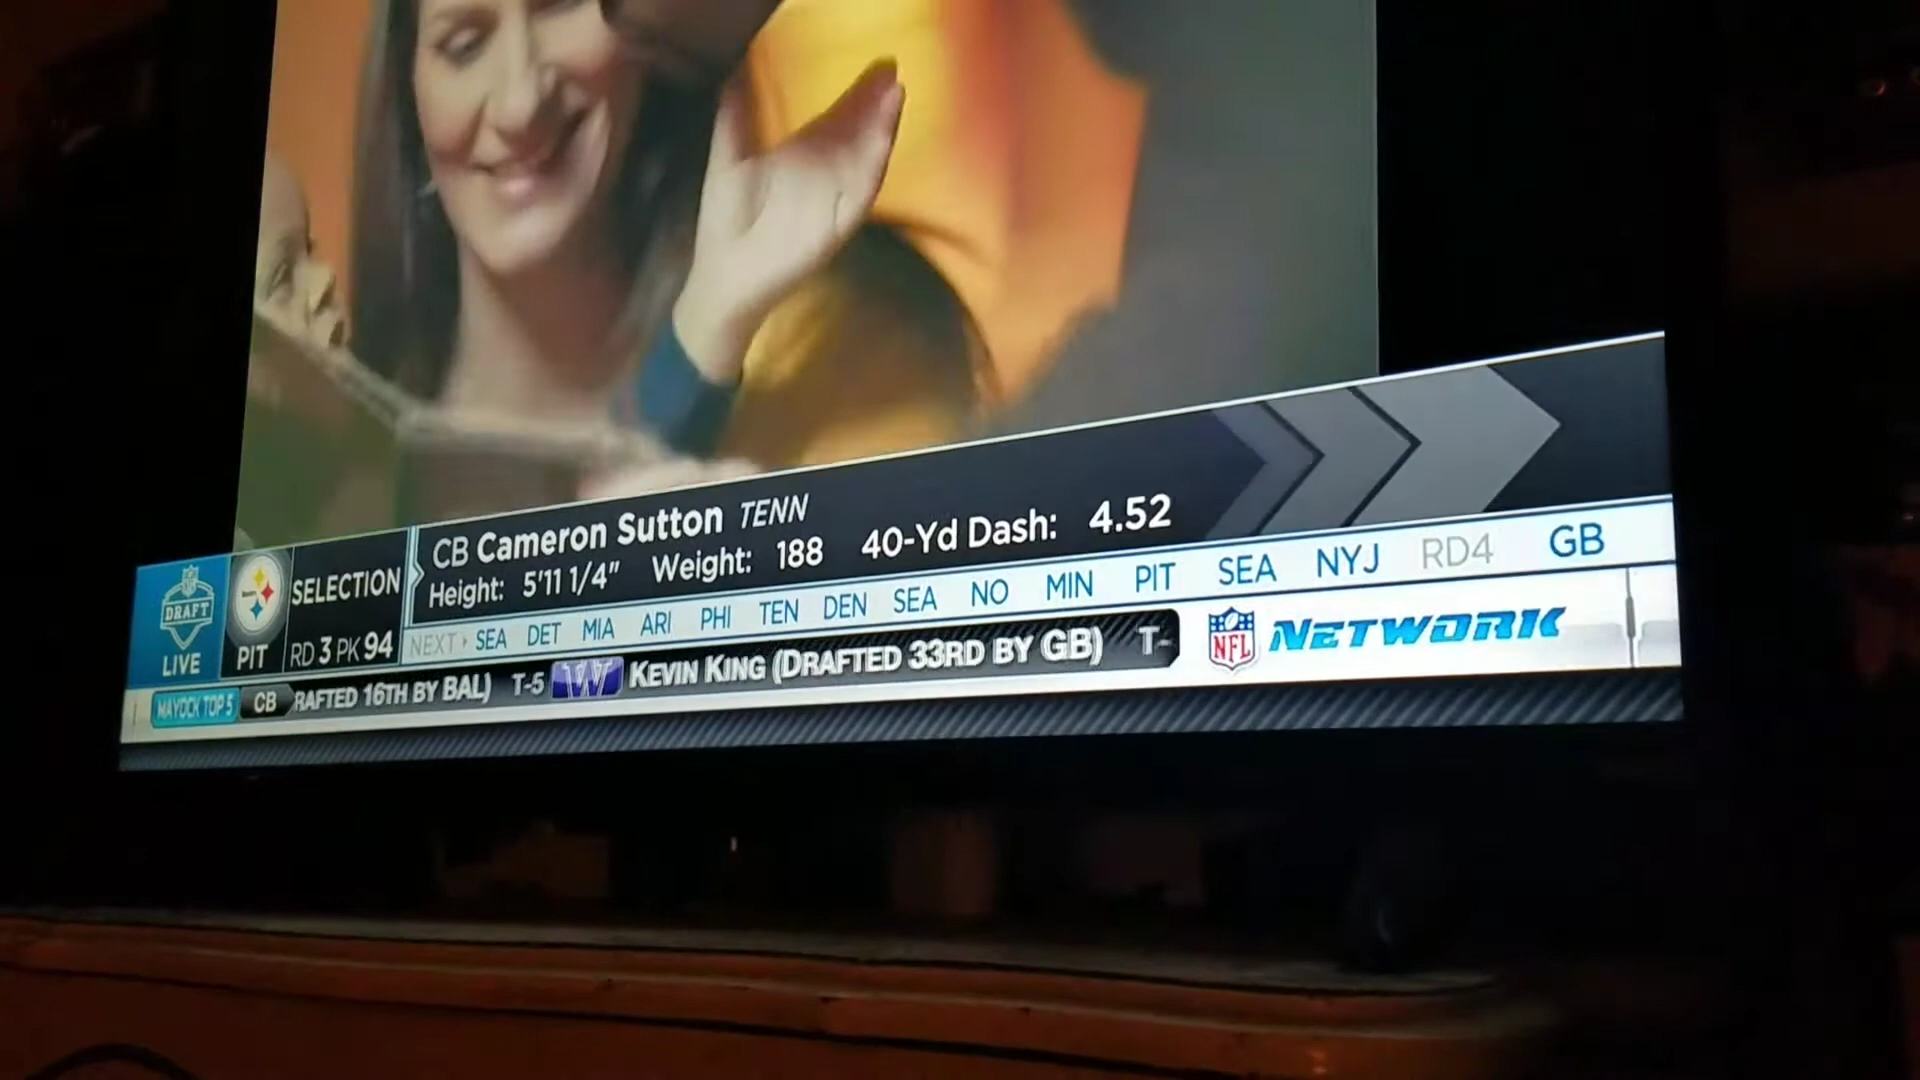 CB Cameron Sutton TENN
Height: 5'11 1/4" Weight: 188 40-Yd Dash: 4.52
DRAFT
LIVE
PIT
SELECTION
RD 3 PK 94
NEXT SEA DET MIA ARI PHI TEN DEN SEA NO MIN PIT SEA NYJ RD4 GB
MAYOCK TOP 5 CB RAFTED 16TH BY BAL) T-5 W KEVIN KING (DRAFTED 33RD BY GB) T-
NFL NETWORK